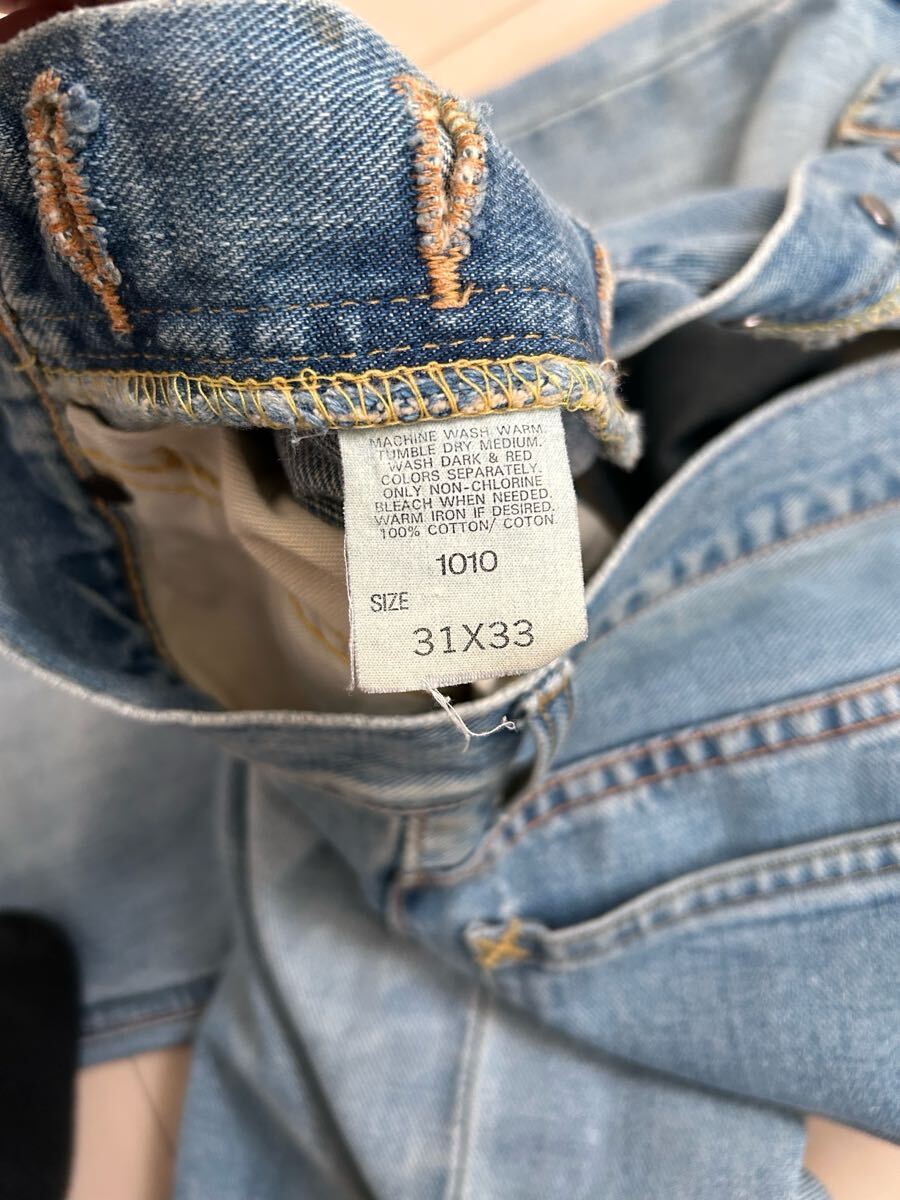 MACHINE WASH WARM
TUMBLE DRY MEDIUM.
WASH DARK & RED
COLORS SEPARATELY.
ONLY NON-CHLORINE
BLEACH WHEN NEEDED.
WARM IRON IF DESIRED.
100% COTTON/ COTON
1010
SIZE
31X33